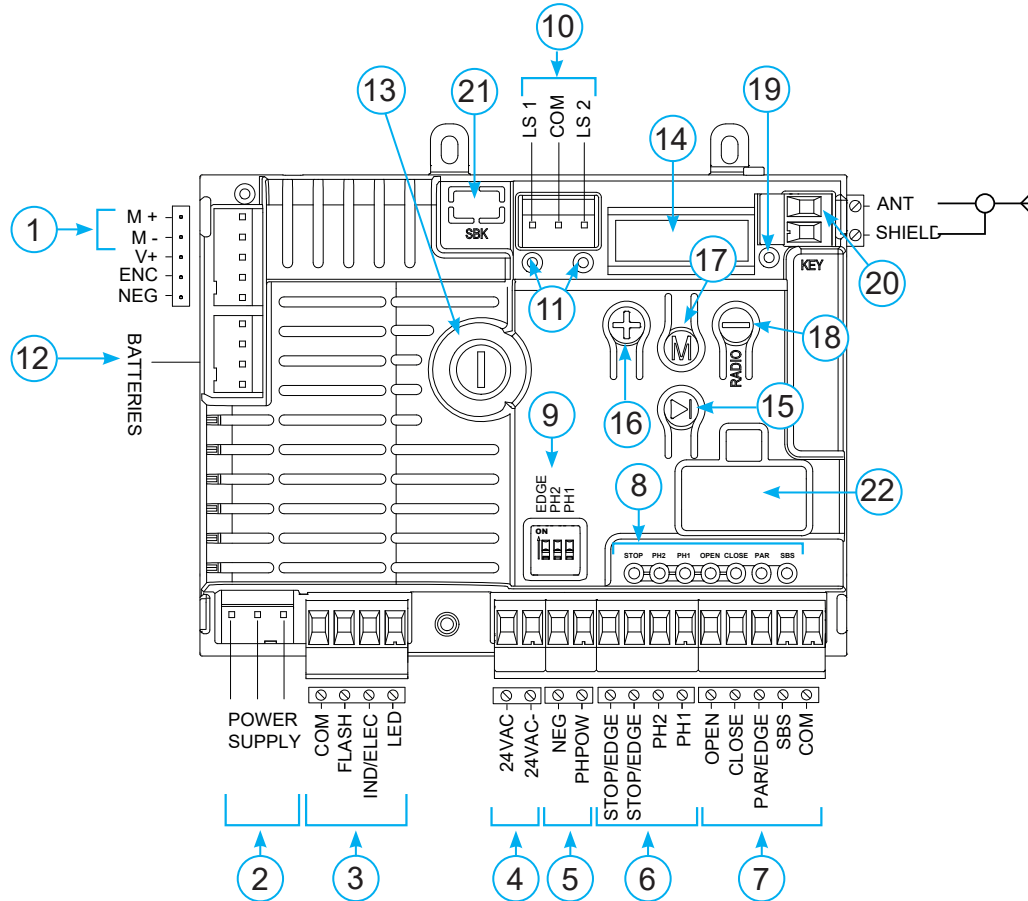 10
13
21
19
LS 1
COM
LS 2
14
SBK
1
M +
M -
V+
ENC
NEG
ANT
SHIELD
KEY
20
17
11
12
BATTERIES
M
RADIO
18
16
15
9
EDGE
PH2
PH1
ON
8
22
STOP PH2 PH1 OPEN CLOSE PAR SBS
POWER
SUPPLY
COM
FLASH
IND/ELEC
LED
24VAC
24VAC-
NEG
PHPOW
STOP/EDGE
STOP/EDGE
PH2
PH1
OPEN
CLOSE
PAR/EDGE
SBS
COM
2
3
4
5
6
7